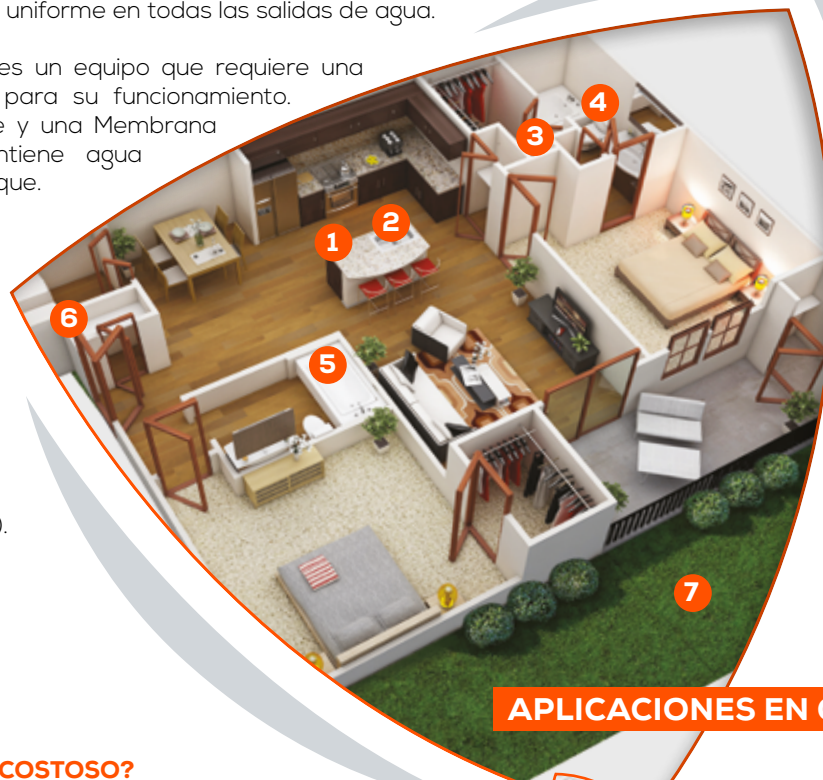 uniforme en todas las salidas de agua.
es un equipo que requiere una
para su funcionamiento.
y una Membrana
agua
que.
4
3
2
1
6
5
7
APLICACIONES EN
COSTOSO?